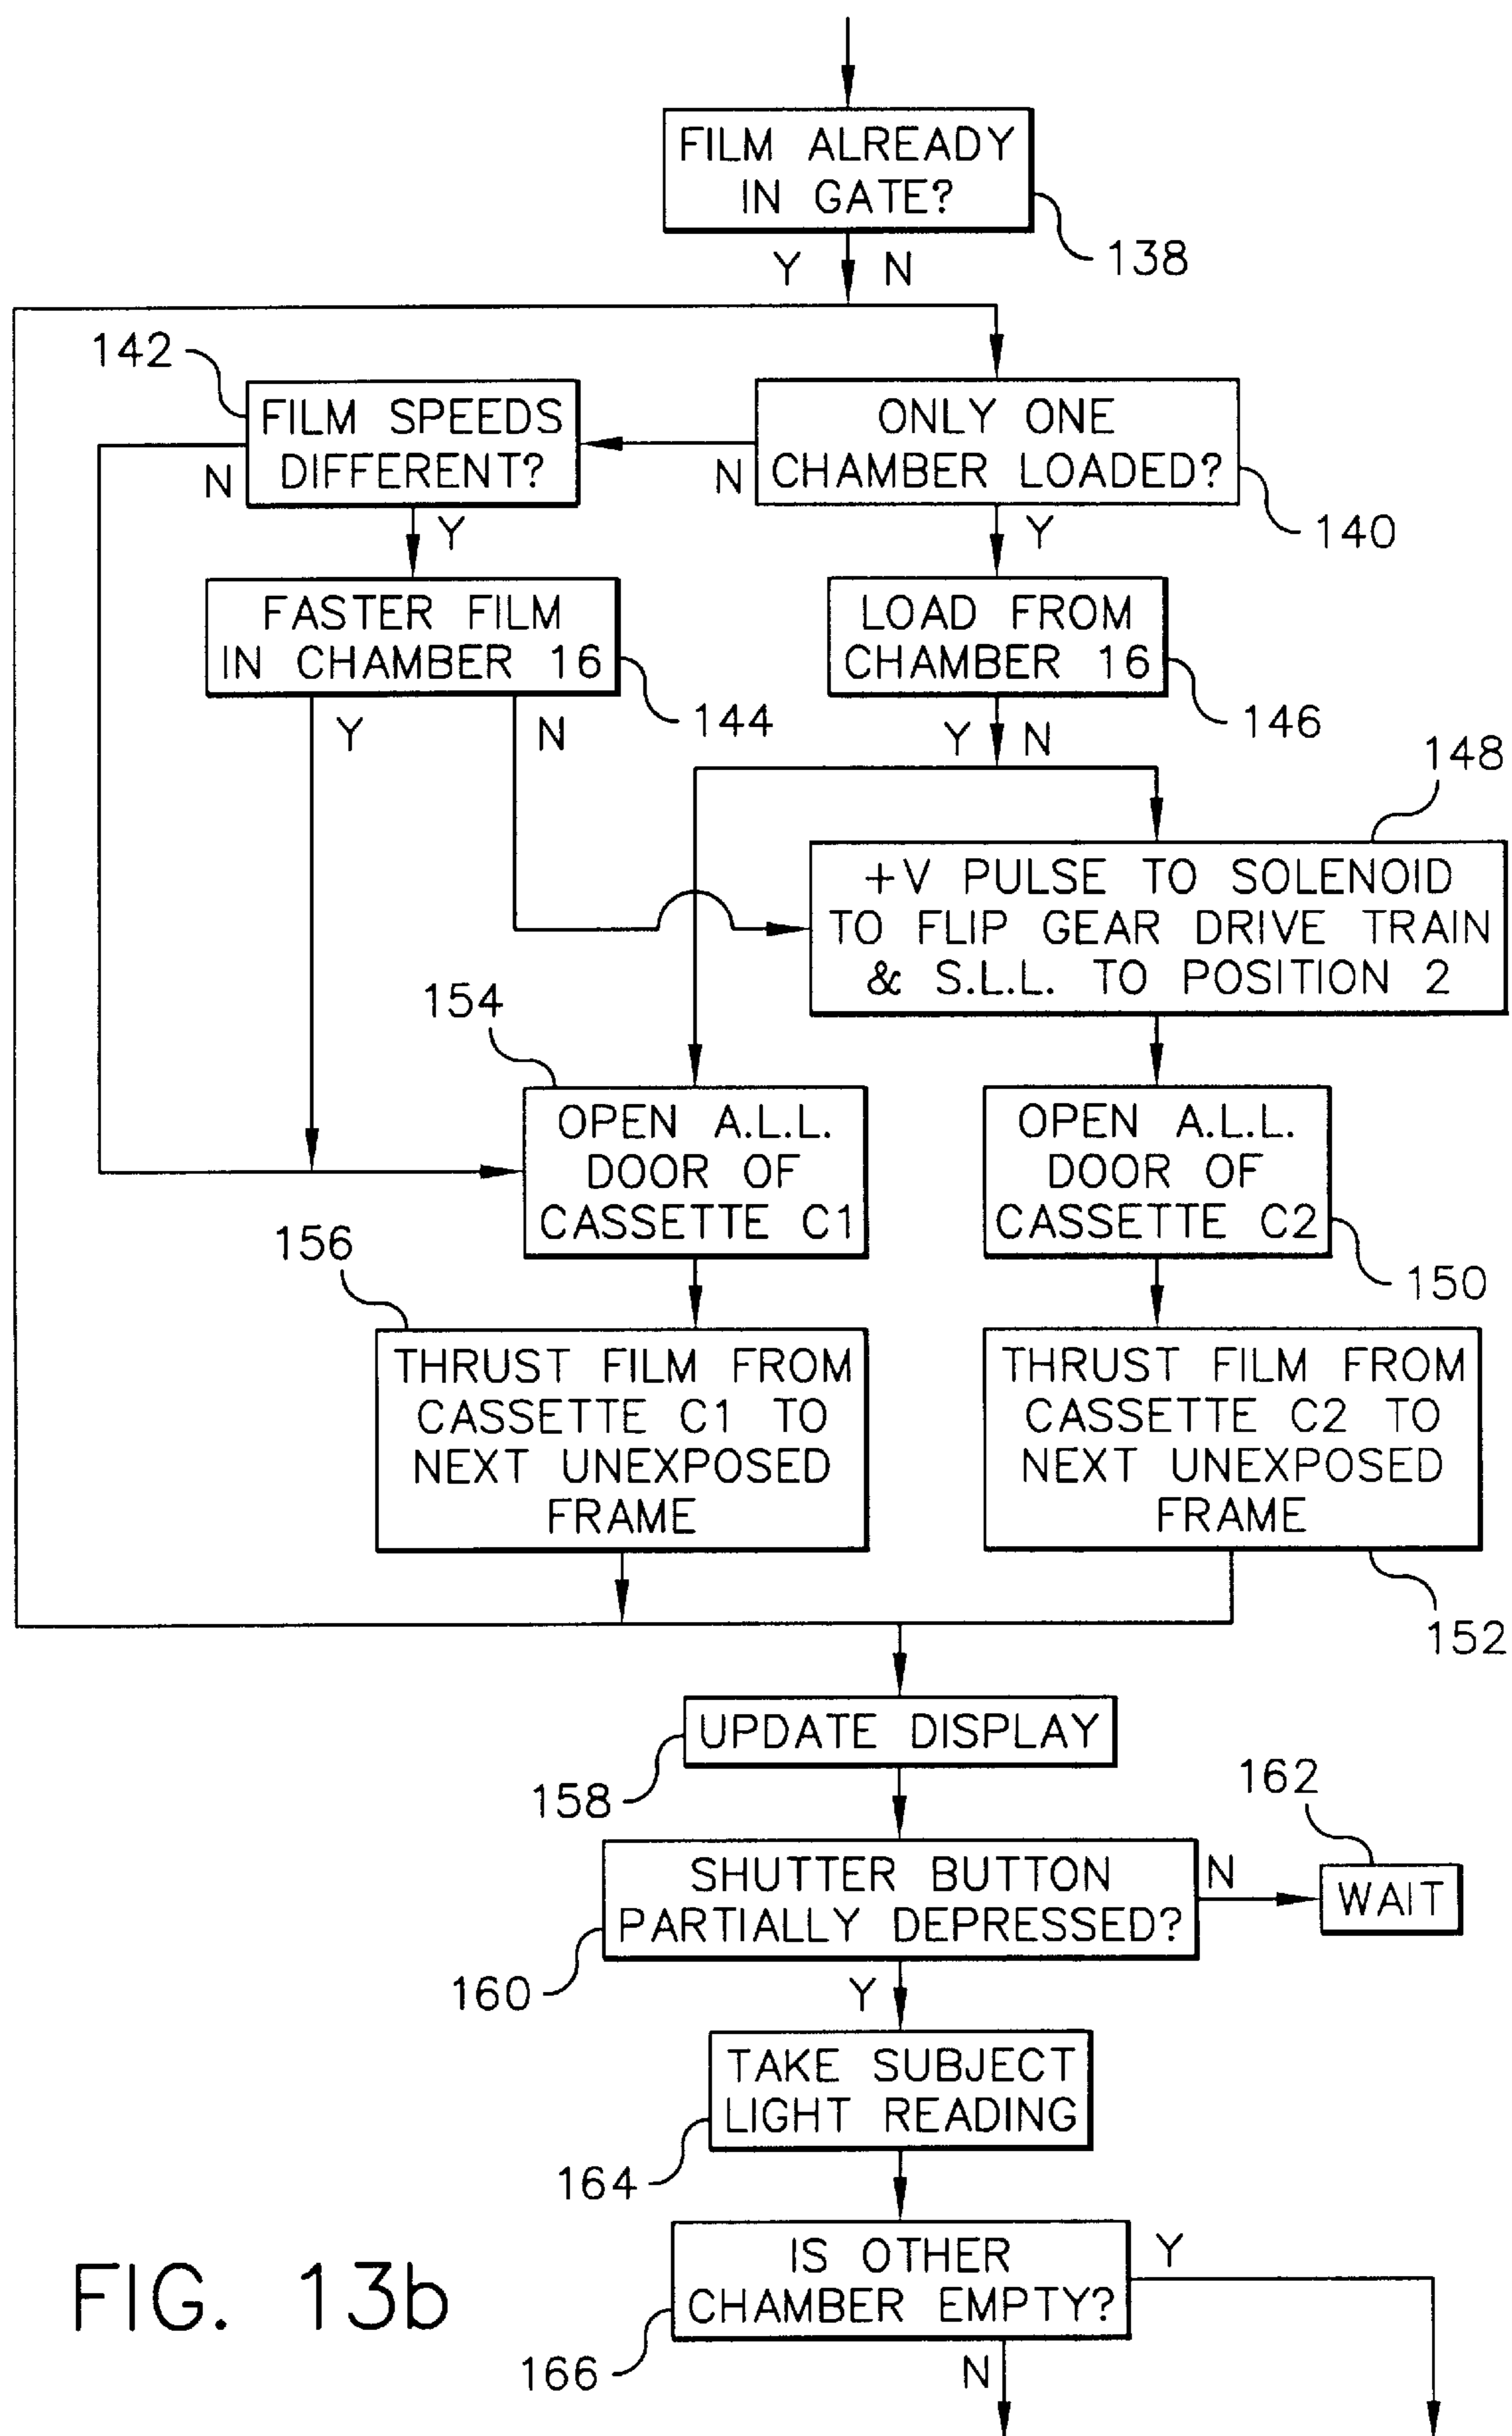 FILM ALREADY
IN GATE?
138
Y N
142
FILM SPEEDS
DIFFERENT?
N
Y
ONLY ONE
CHAMBER LOADED?
N
140
Y
FASTER FILM
IN CHAMBER 16
144
Y
N
LOAD FROM
CHAMBER 16
146
Y N
148
+V PULSE TO SOLENOID
TO FLIP GEAR DRIVE TRAIN
& S.L.L. TO POSITION 2
154
OPEN A.L.L.
DOOR OF
CASSETTE C1
OPEN A.L.L.
DOOR OF
CASSETTE C2
150
156
THRUST FILM FROM
CASSETTE C1 TO
NEXT UNEXPOSED
FRAME
THRUST FILM FROM
CASSETTE C2 TO
NEXT UNEXPOSED
FRAME
152
UPDATE DISPLAY
158
SHUTTER BUTTON
PARTIALLY DEPRESSED?
160
N
162
WAIT
Y
TAKE SUBJECT
LIGHT READING
164
IS OTHER
CHAMBER EMPTY?
166
Y
N
FIG. 13b